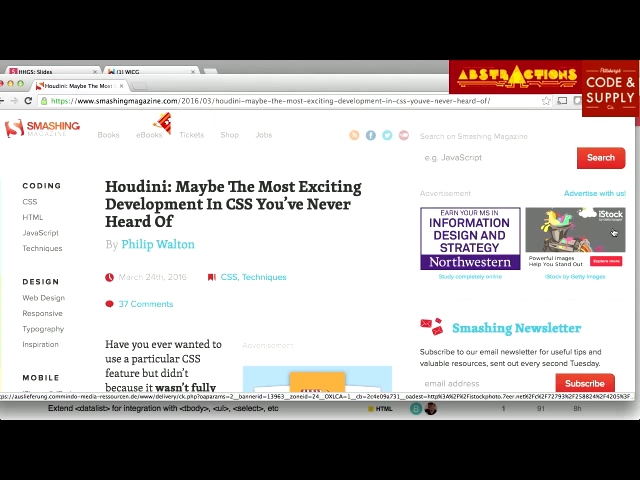 HHGS: Slides
(1) WICG
ABSTRACTIONS
Pittsburgh
CODE &
SUPPLY
Co.
Houdini: Maybe The Most
https://www.smashingmagazine.com/2016/03/houdini-maybe-the-most-exciting-development-in-css-youve-never-heard-of/
SMASHING
MAGAZINE
Books
eBooks
Tickets
Shop
Jobs
Search on Smashing Magazine
e.g. JavaScript
Search
CODING
CSS
HTML
JavaScript
Techniques
DESIGN
Web Design
Responsive
Typography
Inspiration
MOBILE
Houdini: Maybe The Most Exciting
Development In CSS You've Never
Heard Of
By Philip Walton
March 24th, 2016
CSS, Techniques
37 Comments
Have you ever wanted to
use a particular CSS
feature but didn't
because it wasn't fully
Advertisement
Advertisement
Advertise with us!
EARN YOUR MS IN
INFORMATION
DESIGN AND
STRATEGY
Northwestern
Study completely online
iStock
Powerful images
Help You Stand Out
Explore more
iStock by Getty Images
Smashing Newsletter
Subscribe to our email newsletter for useful tips and
valuable resources, sent out every second Tuesday.
email address
Subscribe
Extend <datalist> for integration with <tbody>, <ul>, <select>, etc
HTML
B
1
91
8h